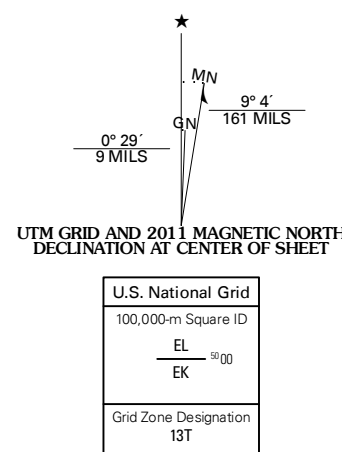 ★
MN
GN
9° 4´
161 MILS
0° 29´
9 MILS
UTM GRID AND 2011 MAGNETIC NORTH
DECLINATION AT CENTER OF SHEET
U.S. National Grid
100,000-m Square ID
EL
5000
EK
Grid Zone Designation
13T